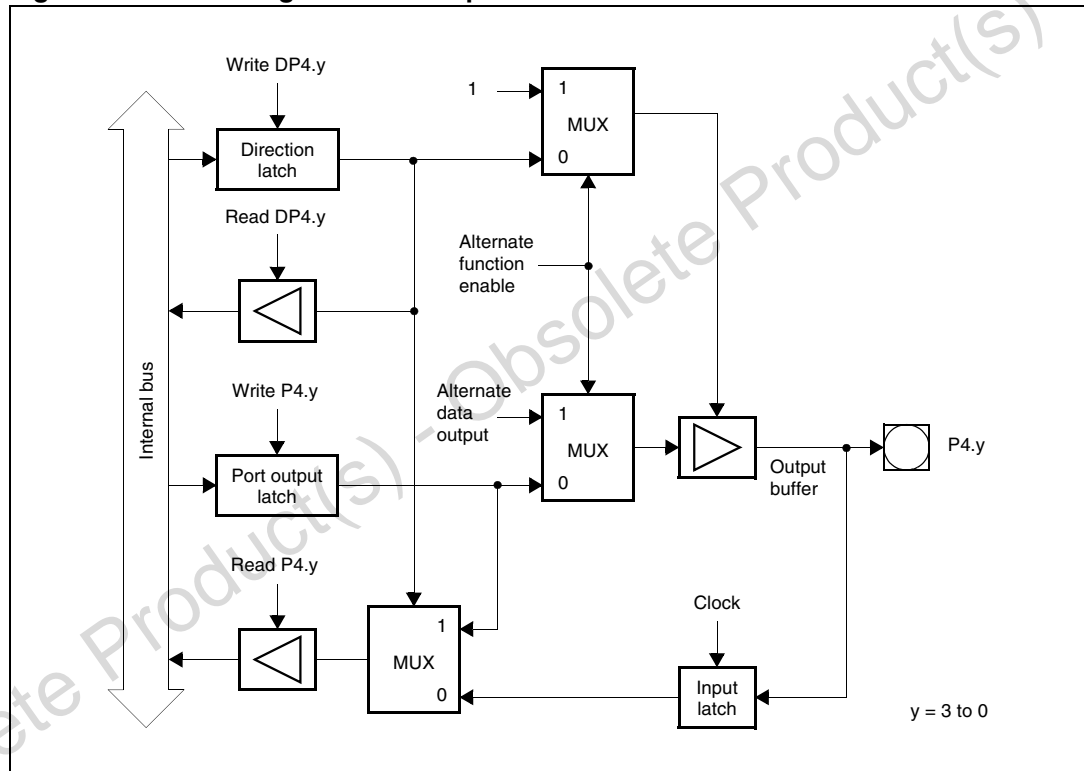 Write DP4.y
1
1
MUX
0
Direction
latch
Read DP4.y
Alternate
function
enable
Internal bus
Write P4.y
Alternate
data
output
1
MUX
0
Port output
latch
Output
buffer
P4.y
Read P4.y
Clock
1
MUX
0
Input
latch
y = 3 to 0
ete Product(s) - Obsolete Product(s)